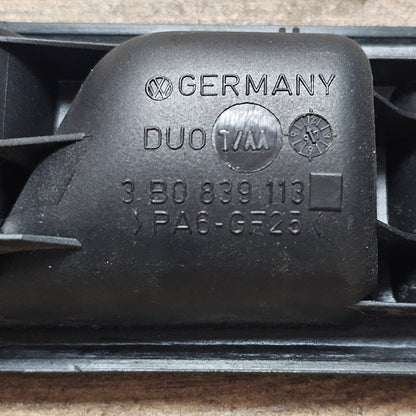 GERMANY
DUO
3 B0 839 113
>PA6-GF25<